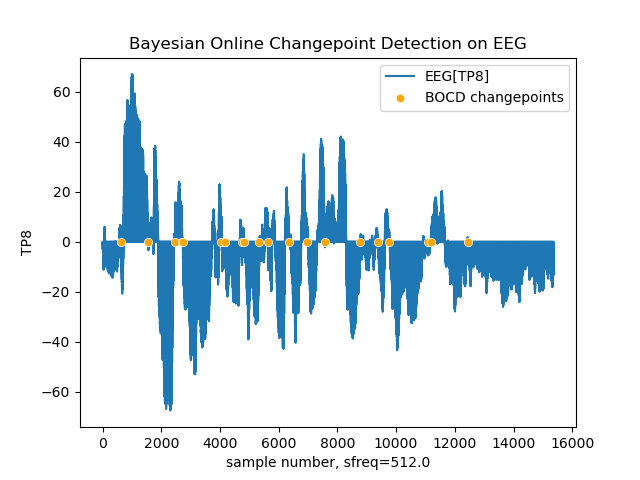 Bayesian Online Changepoint Detection on EEG
EEG[TP8]
BOCD changepoints
TP8
60
40
20
0
−20
−40
−60
0 2000 4000 6000 8000 10000 12000 14000 16000
sample number, sfreq=512.0